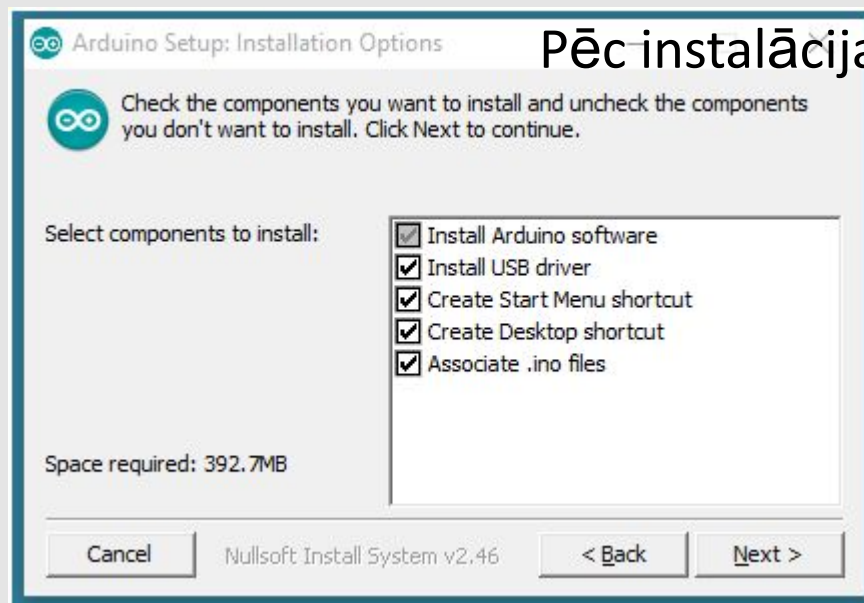 Arduino Setup: Installation Options
Pēc instalācija
Check the components you want to install and uncheck the components
you don't want to install. Click Next to continue.
Select components to install:
Install Arduino software
Install USB driver
Create Start Menu shortcut
Create Desktop shortcut
Associate .ino files
Space required: 392.7MB
Cancel
Nullsoft Install System v2.46
< Back
Next >